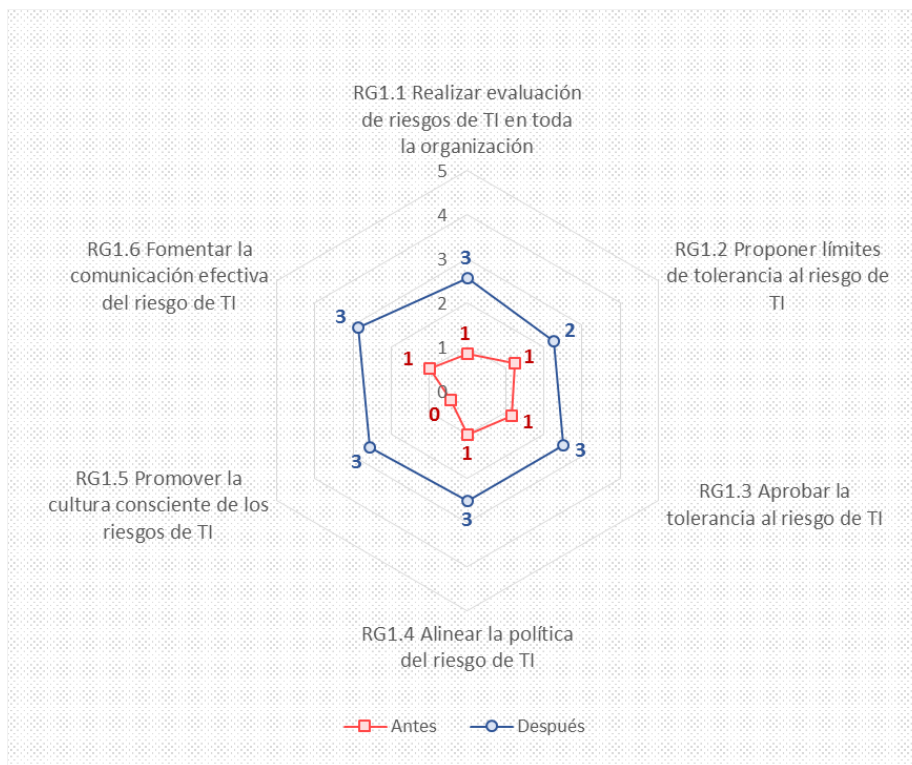 RG1.1 Realizar evaluación
de riesgos de TI en toda
la organización
5
4
3
2
1
0
RG1.6 Fomentar la
comunicación efectiva
del riesgo de TI
RG1.2 Proponer límites
de tolerancia al riesgo de
TI
3
3
2
1
1
1
0
1
1
3
3
3
RG1.5 Promover la
cultura consciente de los
riesgos de TI
RG1.3 Aprobar la
tolerancia al riesgo de TI
RG1.4 Alinear la política
del riesgo de TI
Antes
Después